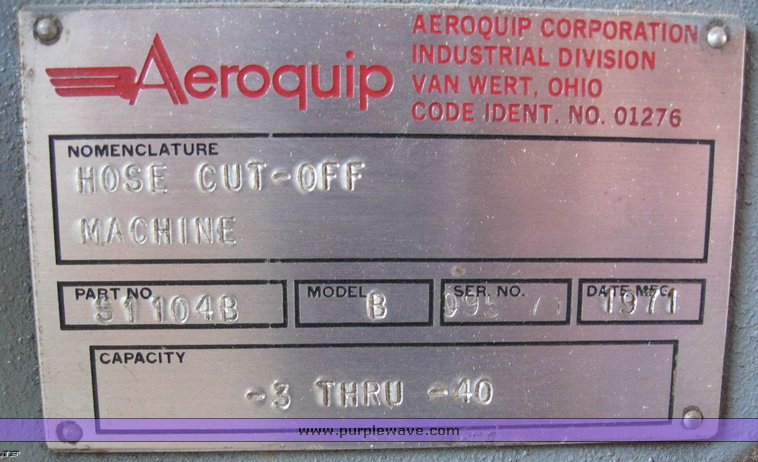 Aeroquip
AEROQUIP CORPORATION
INDUSTRIAL DIVISION
VAN WERT, OHIO
CODE IDENT. NO. 01276
NOMENCLATURE
HOSE CUT-OFF
MACHINE
PART NO. S1104B
MODEL B
SER. NO.
DATE MFG. 1971
CAPACITY
-3 THRU -40
www.purplewave.com